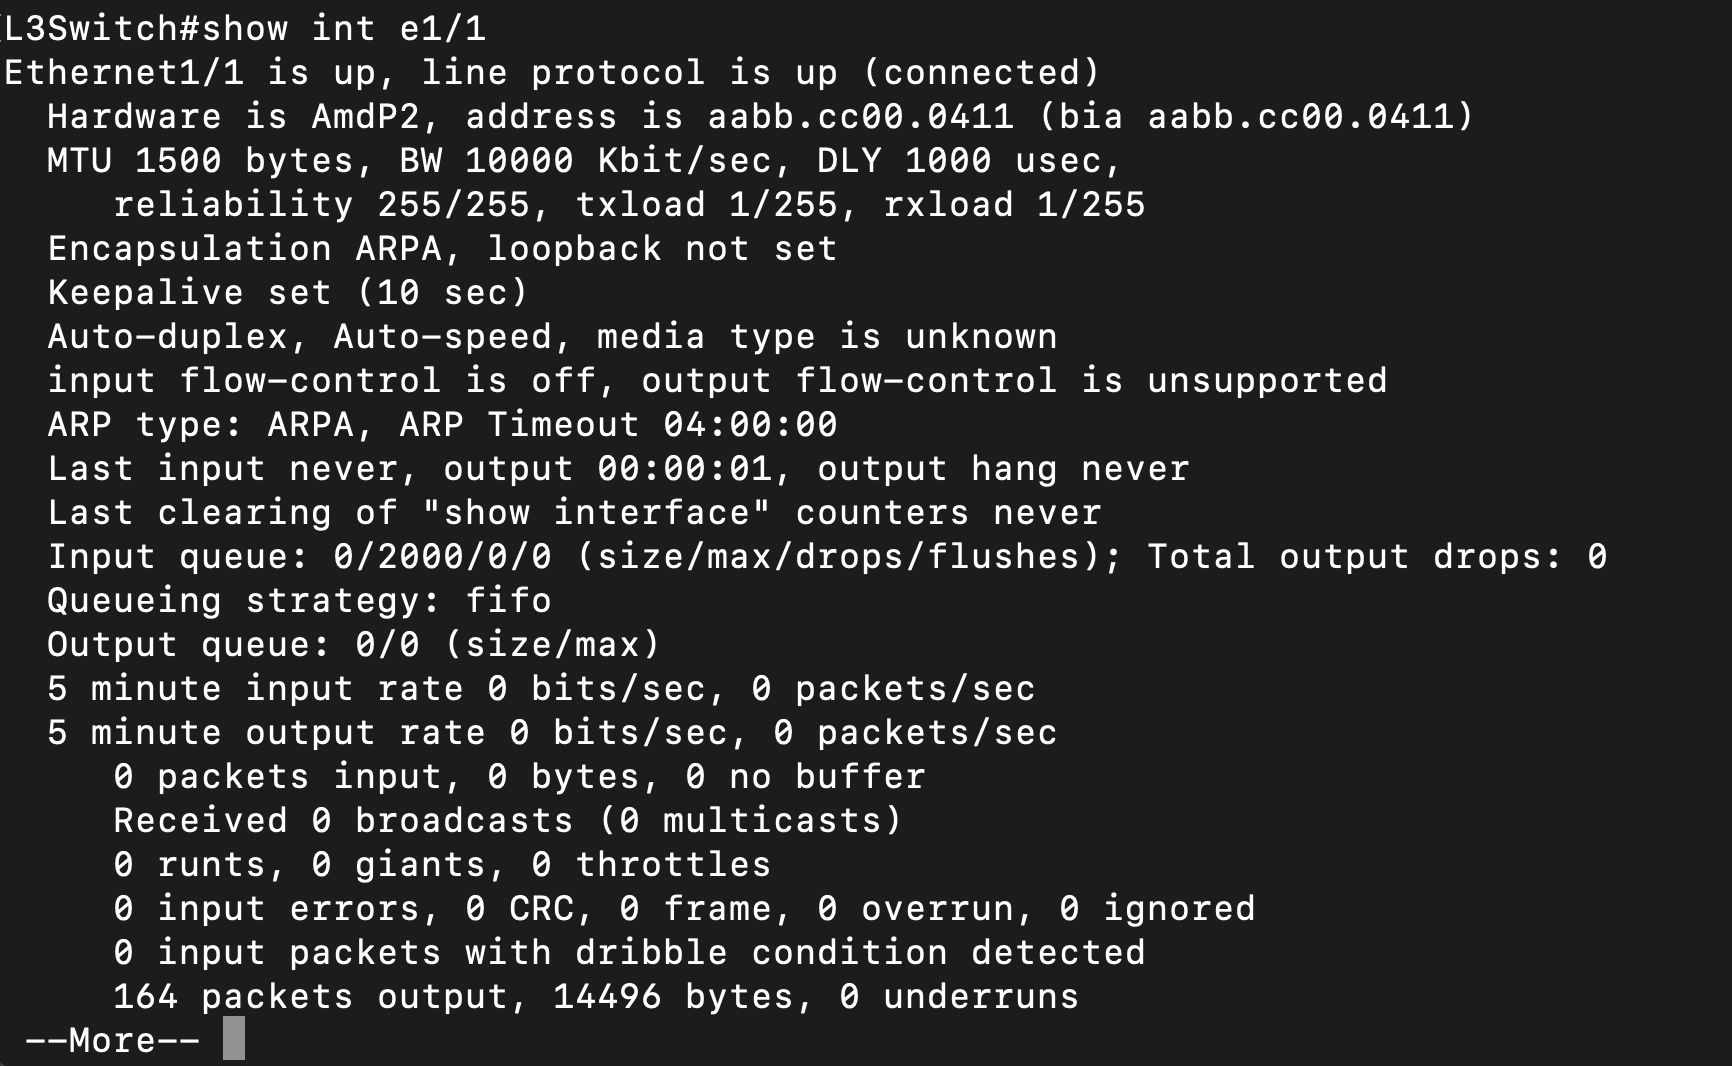 L3Switch#show int e1/1
Ethernet1/1 is up, line protocol is up (connected)
  Hardware is AmdP2, address is aabb.cc00.0411 (bia aabb.cc00.0411)
  MTU 1500 bytes, BW 10000 Kbit/sec, DLY 1000 usec,
     reliability 255/255, txload 1/255, rxload 1/255
  Encapsulation ARPA, loopback not set
  Keepalive set (10 sec)
  Auto-duplex, Auto-speed, media type is unknown
  input flow-control is off, output flow-control is unsupported
  ARP type: ARPA, ARP Timeout 04:00:00
  Last input never, output 00:00:01, output hang never
  Last clearing of "show interface" counters never
  Input queue: 0/2000/0/0 (size/max/drops/flushes); Total output drops: 0
  Queueing strategy: fifo
  Output queue: 0/0 (size/max)
  5 minute input rate 0 bits/sec, 0 packets/sec
  5 minute output rate 0 bits/sec, 0 packets/sec
     0 packets input, 0 bytes, 0 no buffer
     Received 0 broadcasts (0 multicasts)
     0 runts, 0 giants, 0 throttles
     0 input errors, 0 CRC, 0 frame, 0 overrun, 0 ignored
     0 input packets with dribble condition detected
     164 packets output, 14496 bytes, 0 underruns
 --More--